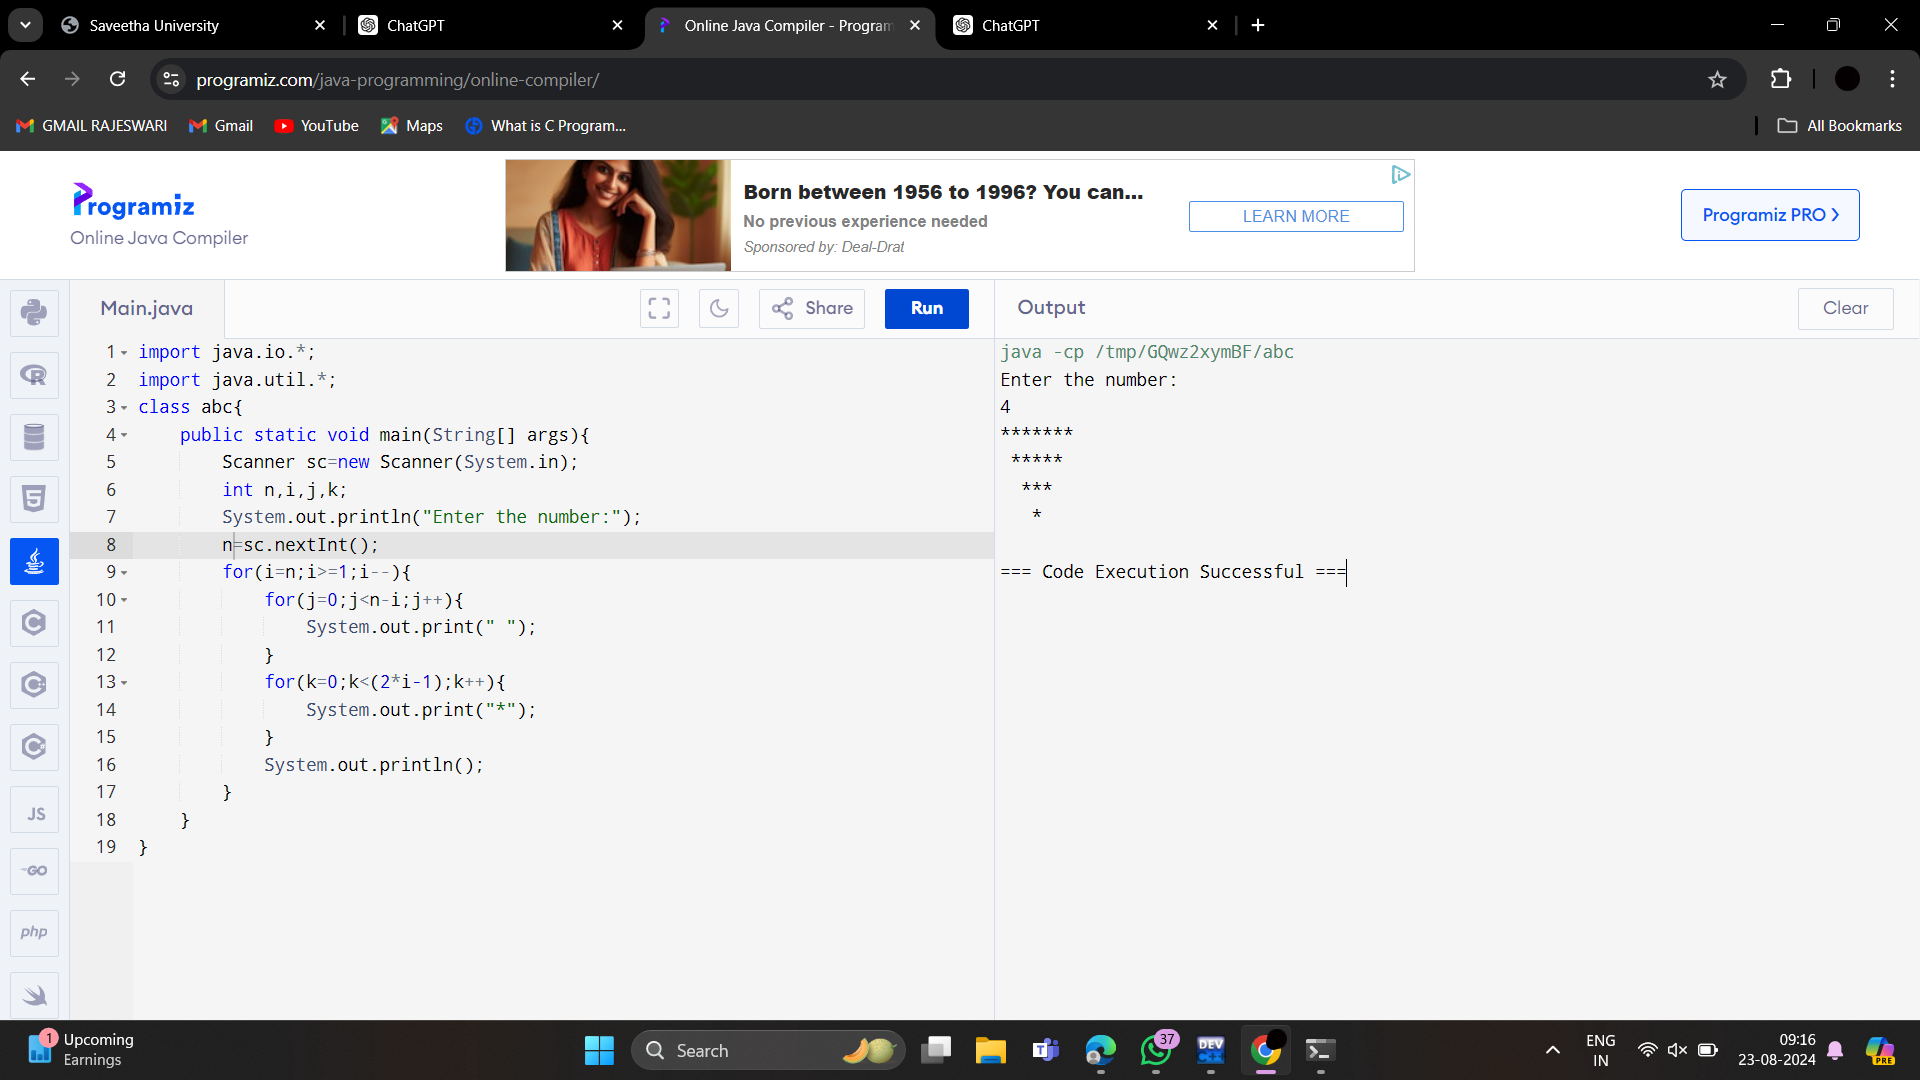 Saveetha University
ChatGPT
Online Java Compiler - Program
ChatGPT
programiz.com/java-programming/online-compiler/
GMAIL RAJESWARI
Gmail
YouTube
Maps
What is C Program...
All Bookmarks
Programiz
Online Java Compiler
Born between 1956 to 1996? You can...
No previous experience needed
Sponsored by: Deal-Drat
LEARN MORE
Programiz PRO >
Main.java
Share
Run
Output
Clear
1 import java.io.*;
2 import java.util.*;
3 class abc{
4 public static void main(String[] args){
5 Scanner sc=new Scanner(System.in);
6 int n,i,j,k;
7 System.out.println("Enter the number:");
8 n=sc.nextInt();
9 for(i=n;i>=1;i--){
10 for(j=0;j<n-i;j++){
11 System.out.print(" ");
12 }
13 for(k=0;k<(2*i-1);k++){
14 System.out.print("*");
15 }
16 System.out.println();
17 }
18 }
19 }
java -cp /tmp/GQwz2xymBF/abc
Enter the number:
4
*******
 *****
  ***
   *
=== Code Execution Successful ===
R
5
C
C
C
JS
GO
php
1
Upcoming
Earnings
Search
T
37
DEV
C++
ENG
IN
09:16
23-08-2024
PRE